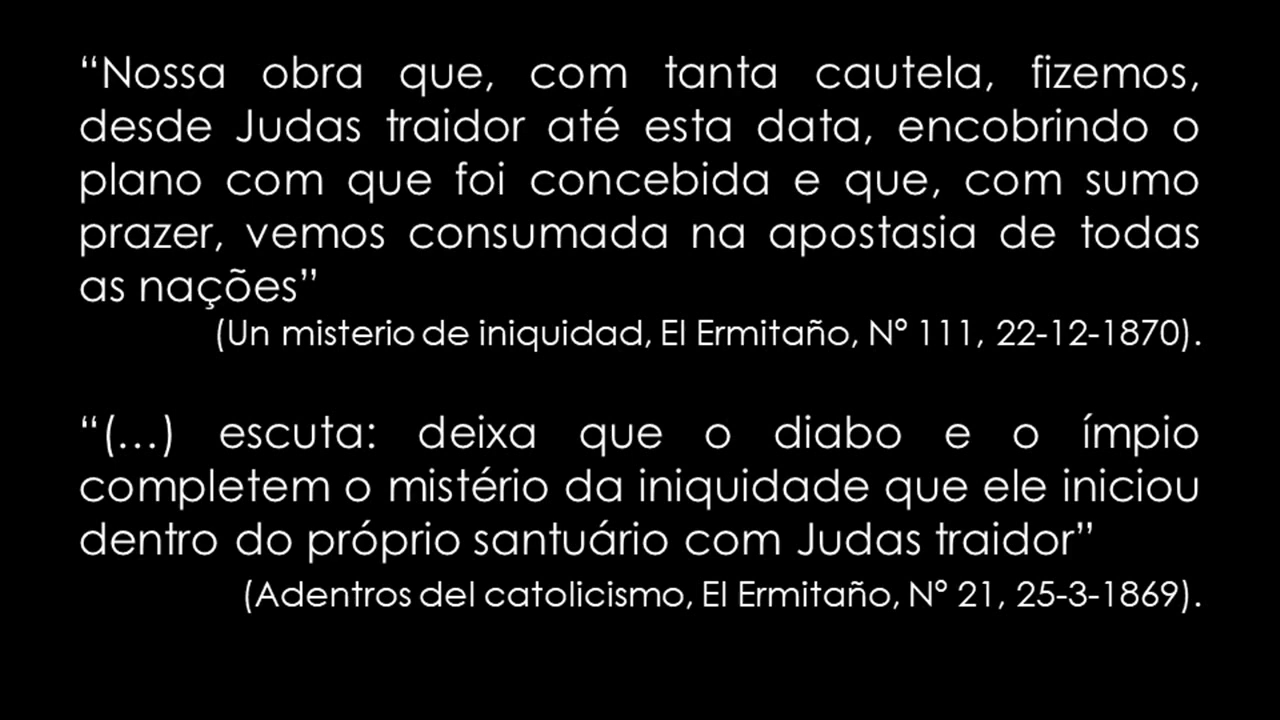 “Nossa obra que, com tanta cautela, fizemos,
desde Judas traidor até esta data, encobrindo o
plano com que foi concebida e que, com sumo
prazer, vemos consumada na apostasia de todas
as nações”
(Un misterio de iniquidad, El Ermitaño, Nº 111, 22-12-1870).
“(…) escuta: deixa que o diabo e o ímpio
completem o mistério da iniquidade que ele iniciou
dentro do próprio santuário com Judas traidor”
(Adentros del catolicismo, El Ermitaño, Nº 21, 25-3-1869).